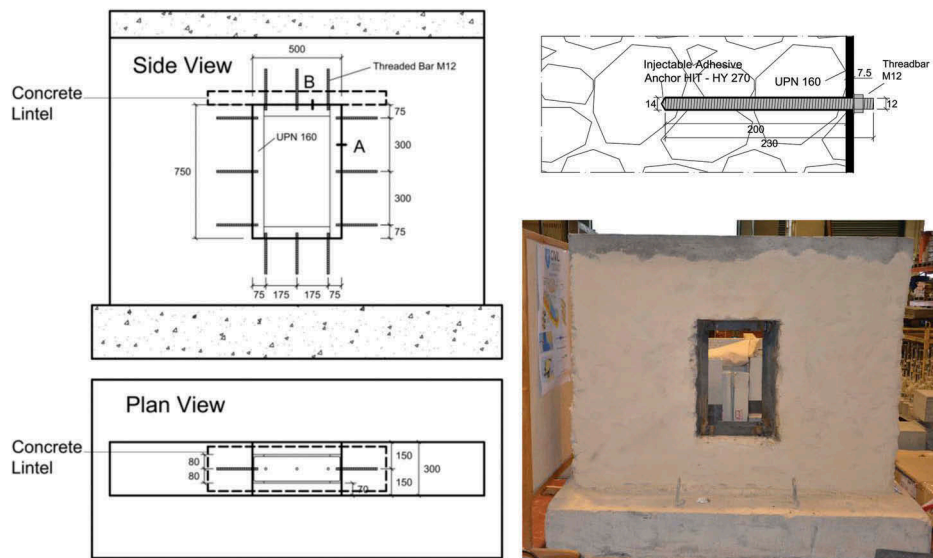 Side View
500
Threaded Bar M12
B
Concrete
Lintel
75
UPN 160
A
300
750
300
75
75
175
175
75
Plan View
Concrete
Lintel
80
80
150
150
300
70
Injectable Adhesive
Anchor HIT - HY 270
UPN 160
7.5
Threadbar
M12
14
12
200
230